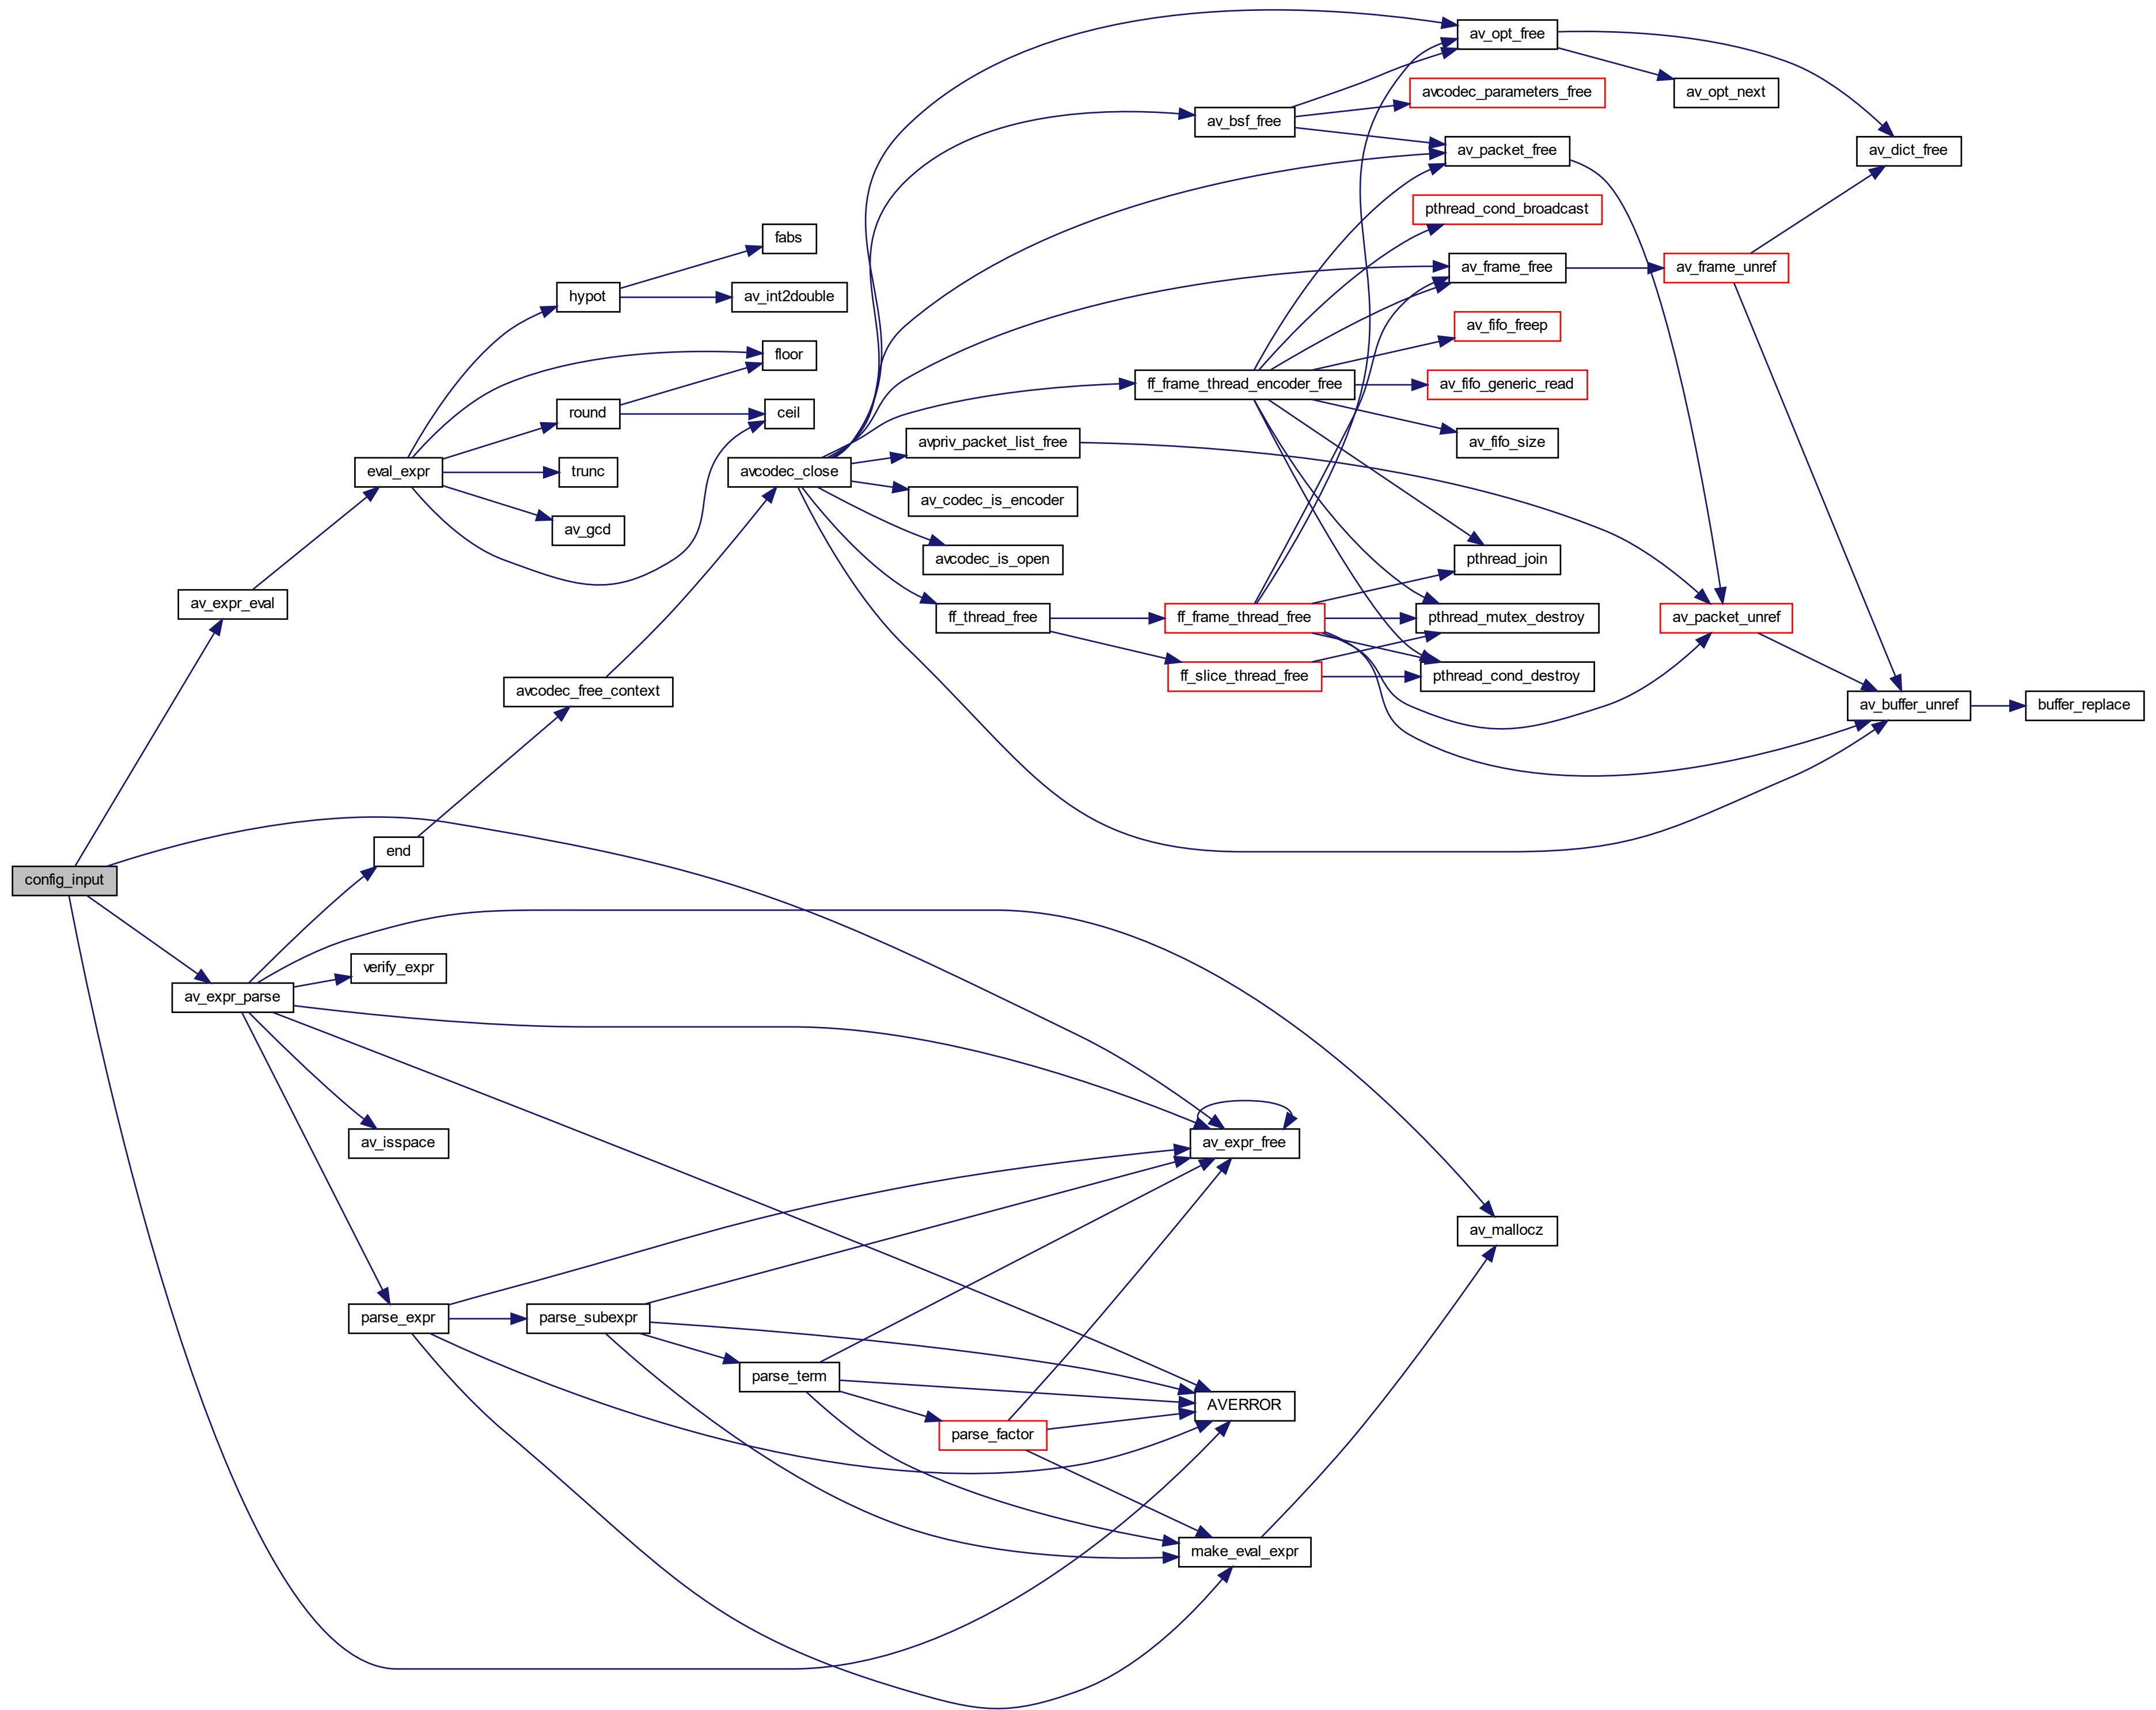 av_opt_free
avcodec_parameters_free
av_opt_next
av_bsf_free
av_packet_free
av_dict_free
pthread_cond_broadcast
fabs
av_frame_free
av_frame_unref
hypot
av_int2double
av_fifo_freep
floor
ff_frame_thread_encoder_free
av_fifo_generic_read
round
ceil
avpriv_packet_list_free
av_fifo_size
eval_expr
trunc
avcodec_close
av_codec_is_encoder
av_gcd
avcodec_is_open
pthread_join
av_expr_eval
ff_thread_free
ff_frame_thread_free
pthread_mutex_destroy
av_packet_unref
avcodec_free_context
ff_slice_thread_free
pthread_cond_destroy
av_buffer_unref
buffer_replace
end
config_input
verify_expr
av_expr_parse
av_isspace
av_expr_free
av_mallocz
parse_expr
parse_subexpr
parse_term
AVERROR
parse_factor
make_eval_expr